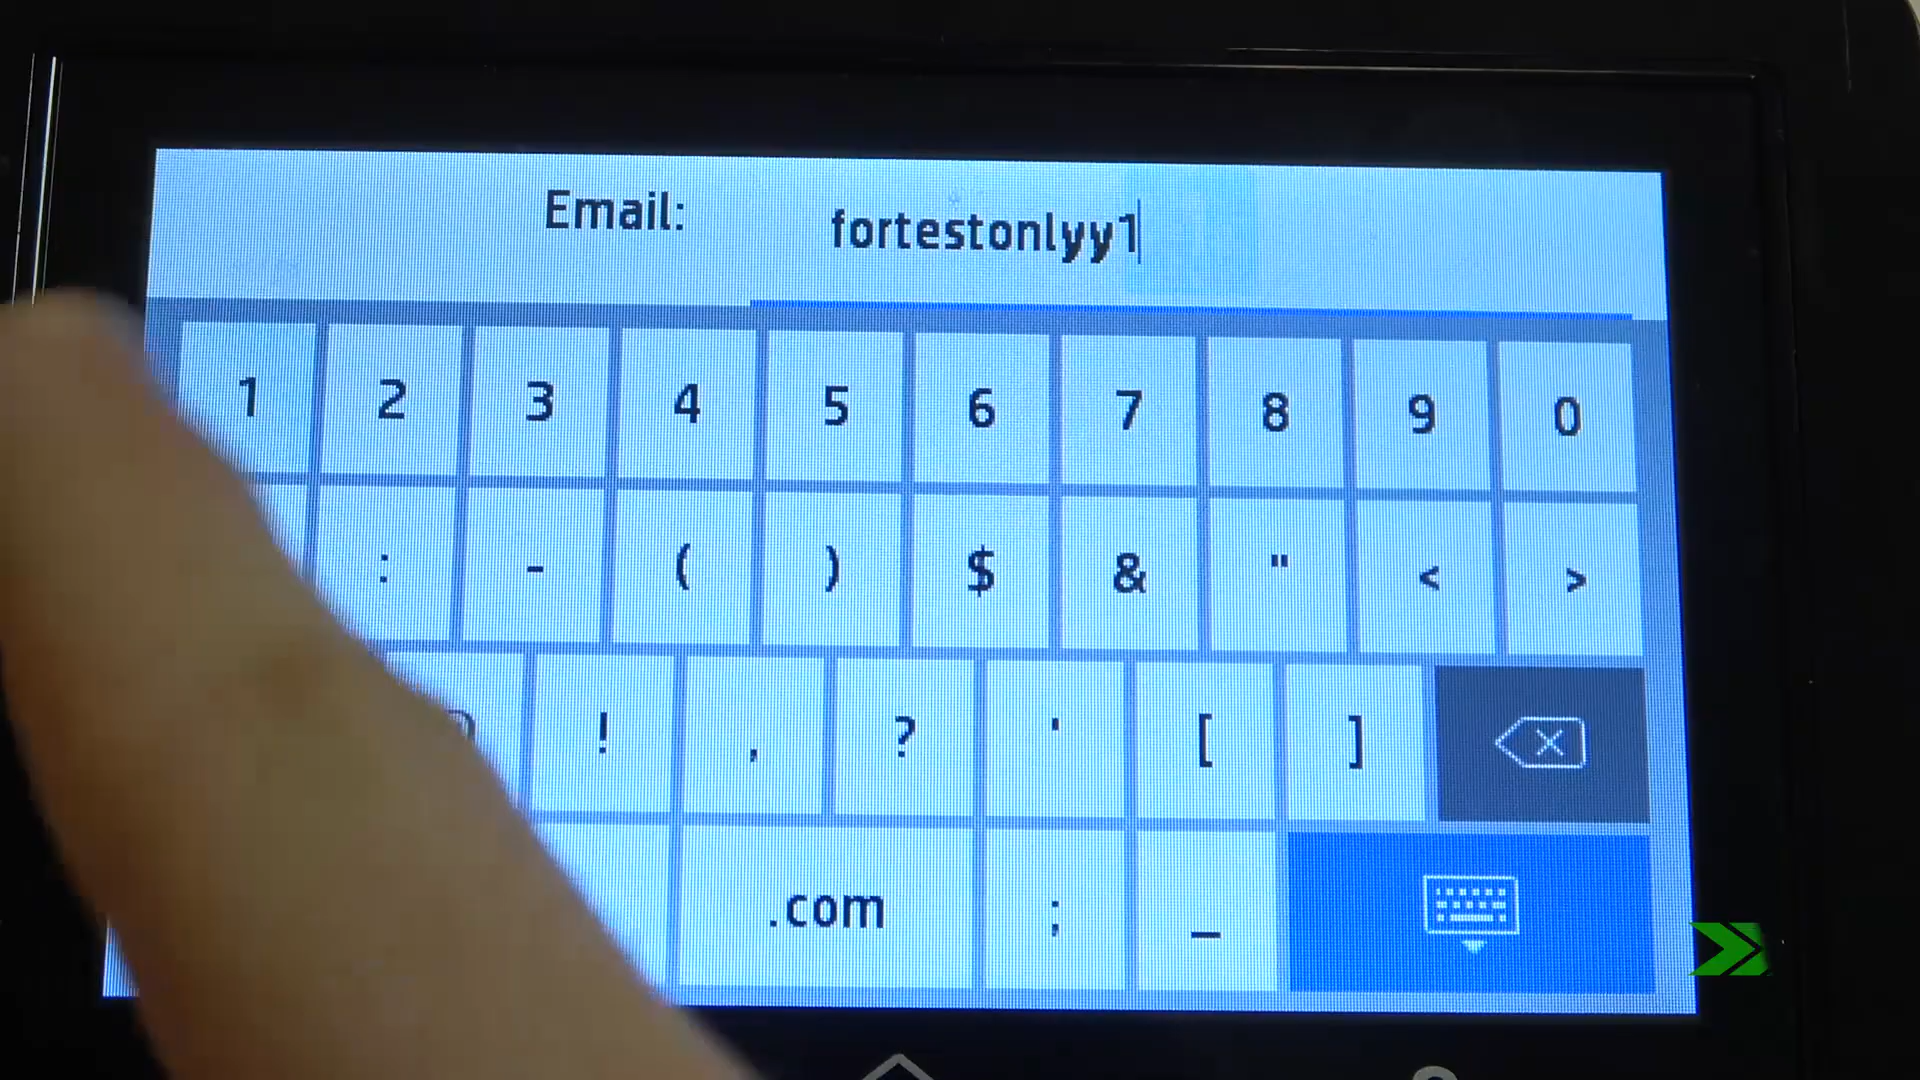 Email: fortestonlyy1
1 2 3 4 5 6 7 8 9 0
: - ( ) $ & " < >
! , ? ' [ ]
.com ; _